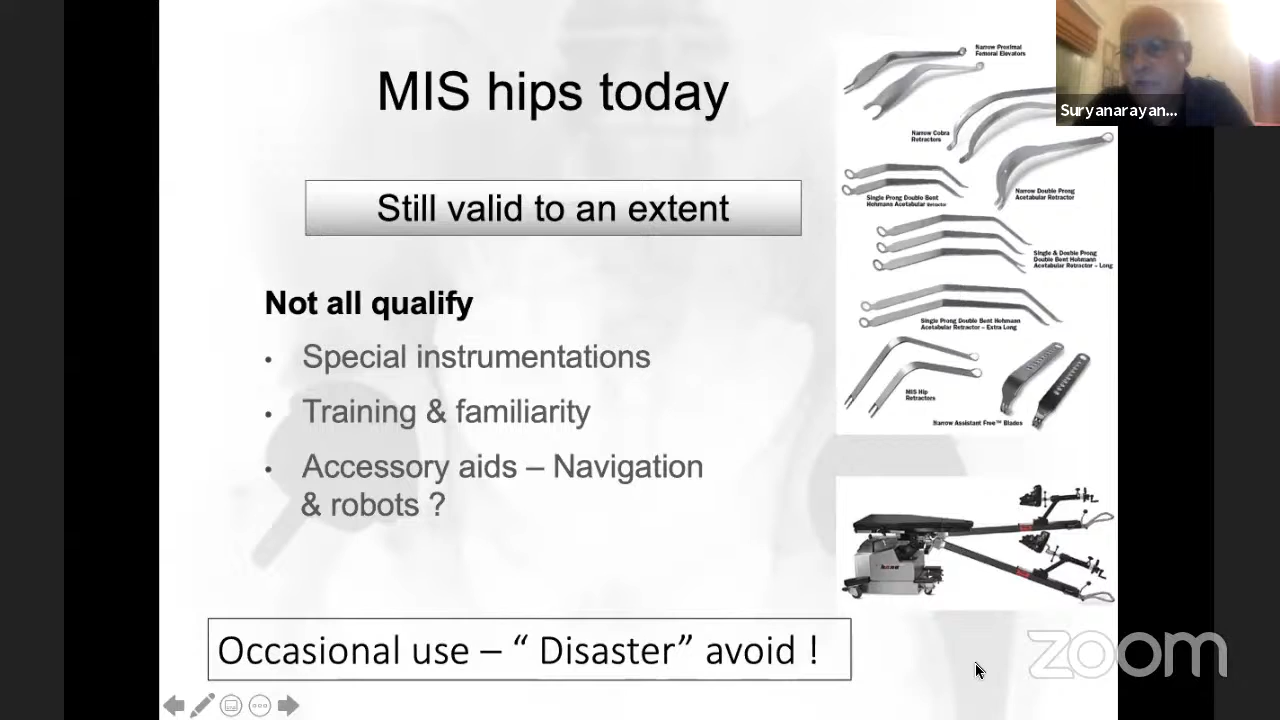 MIS hips today
Still valid to an extent
Not all qualify
• Special instrumentations
• Training & familiarity
• Accessory aids – Navigation
& robots ?
Occasional use – “ Disaster” avoid !
Narrow Proximal
Femoral Elevators
Narrow Cobra
Retractors
Narrow Double Prong
Acetabular Retractor
Single Prong Double Bent
Hohmann Acetabular Retractor
Single & Double Prong
Double Bent Hohmann
Acetabular Retractor – Long
Single Prong Double Bent Hohmann
Acetabular Retractor – Extra Long
MIS Hip
Retractors
Narrow Assistant Free™ Blades
Suryanarayan...
zoom